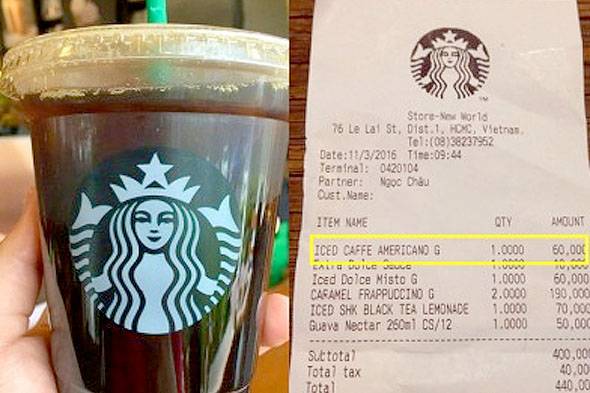 Store-New World
76 Le Lai St, Dist.1, HCMC, Vietnam.
Tel:(08)38237952
Date:11/3/2016 Time:09:44
Terminal: 0420104
Partner: Ngọc Châu
Cust.Name:
ITEM NAME QTY AMOUNT
ICED CAFFE AMERICANO G 1.0000 60,000
Extra Dolce Sauce 1.0000 10,000
Iced Dolce Misto G 1.0000 60,000
CARAMEL FRAPPUCCINO G 2.0000 190,000
ICED SHK BLACK TEA LEMONADE 1.0000 70,000
Guava Nectar 260ml CS/12 1.0000 50,000
Subtotal 400,000
Total tax 40,000
Total 440,000